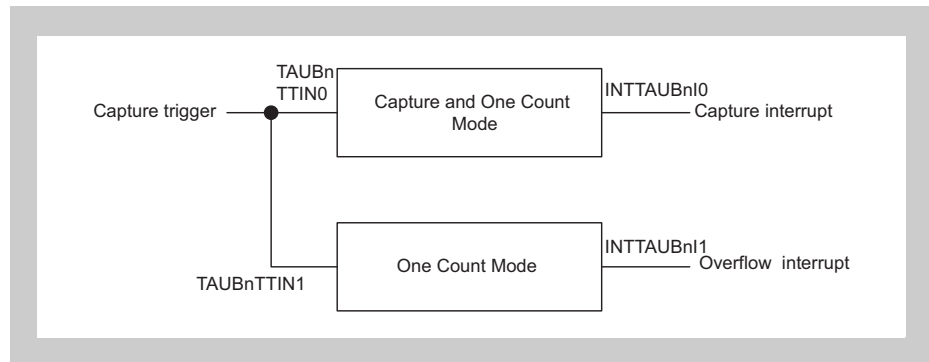 TAUBn
TTIN0
INTTAUBnI0
Capture trigger
Capture and One Count
Mode
Capture interrupt
INTTAUBnI1
One Count Mode
Overflow interrupt
TAUBnTTIN1